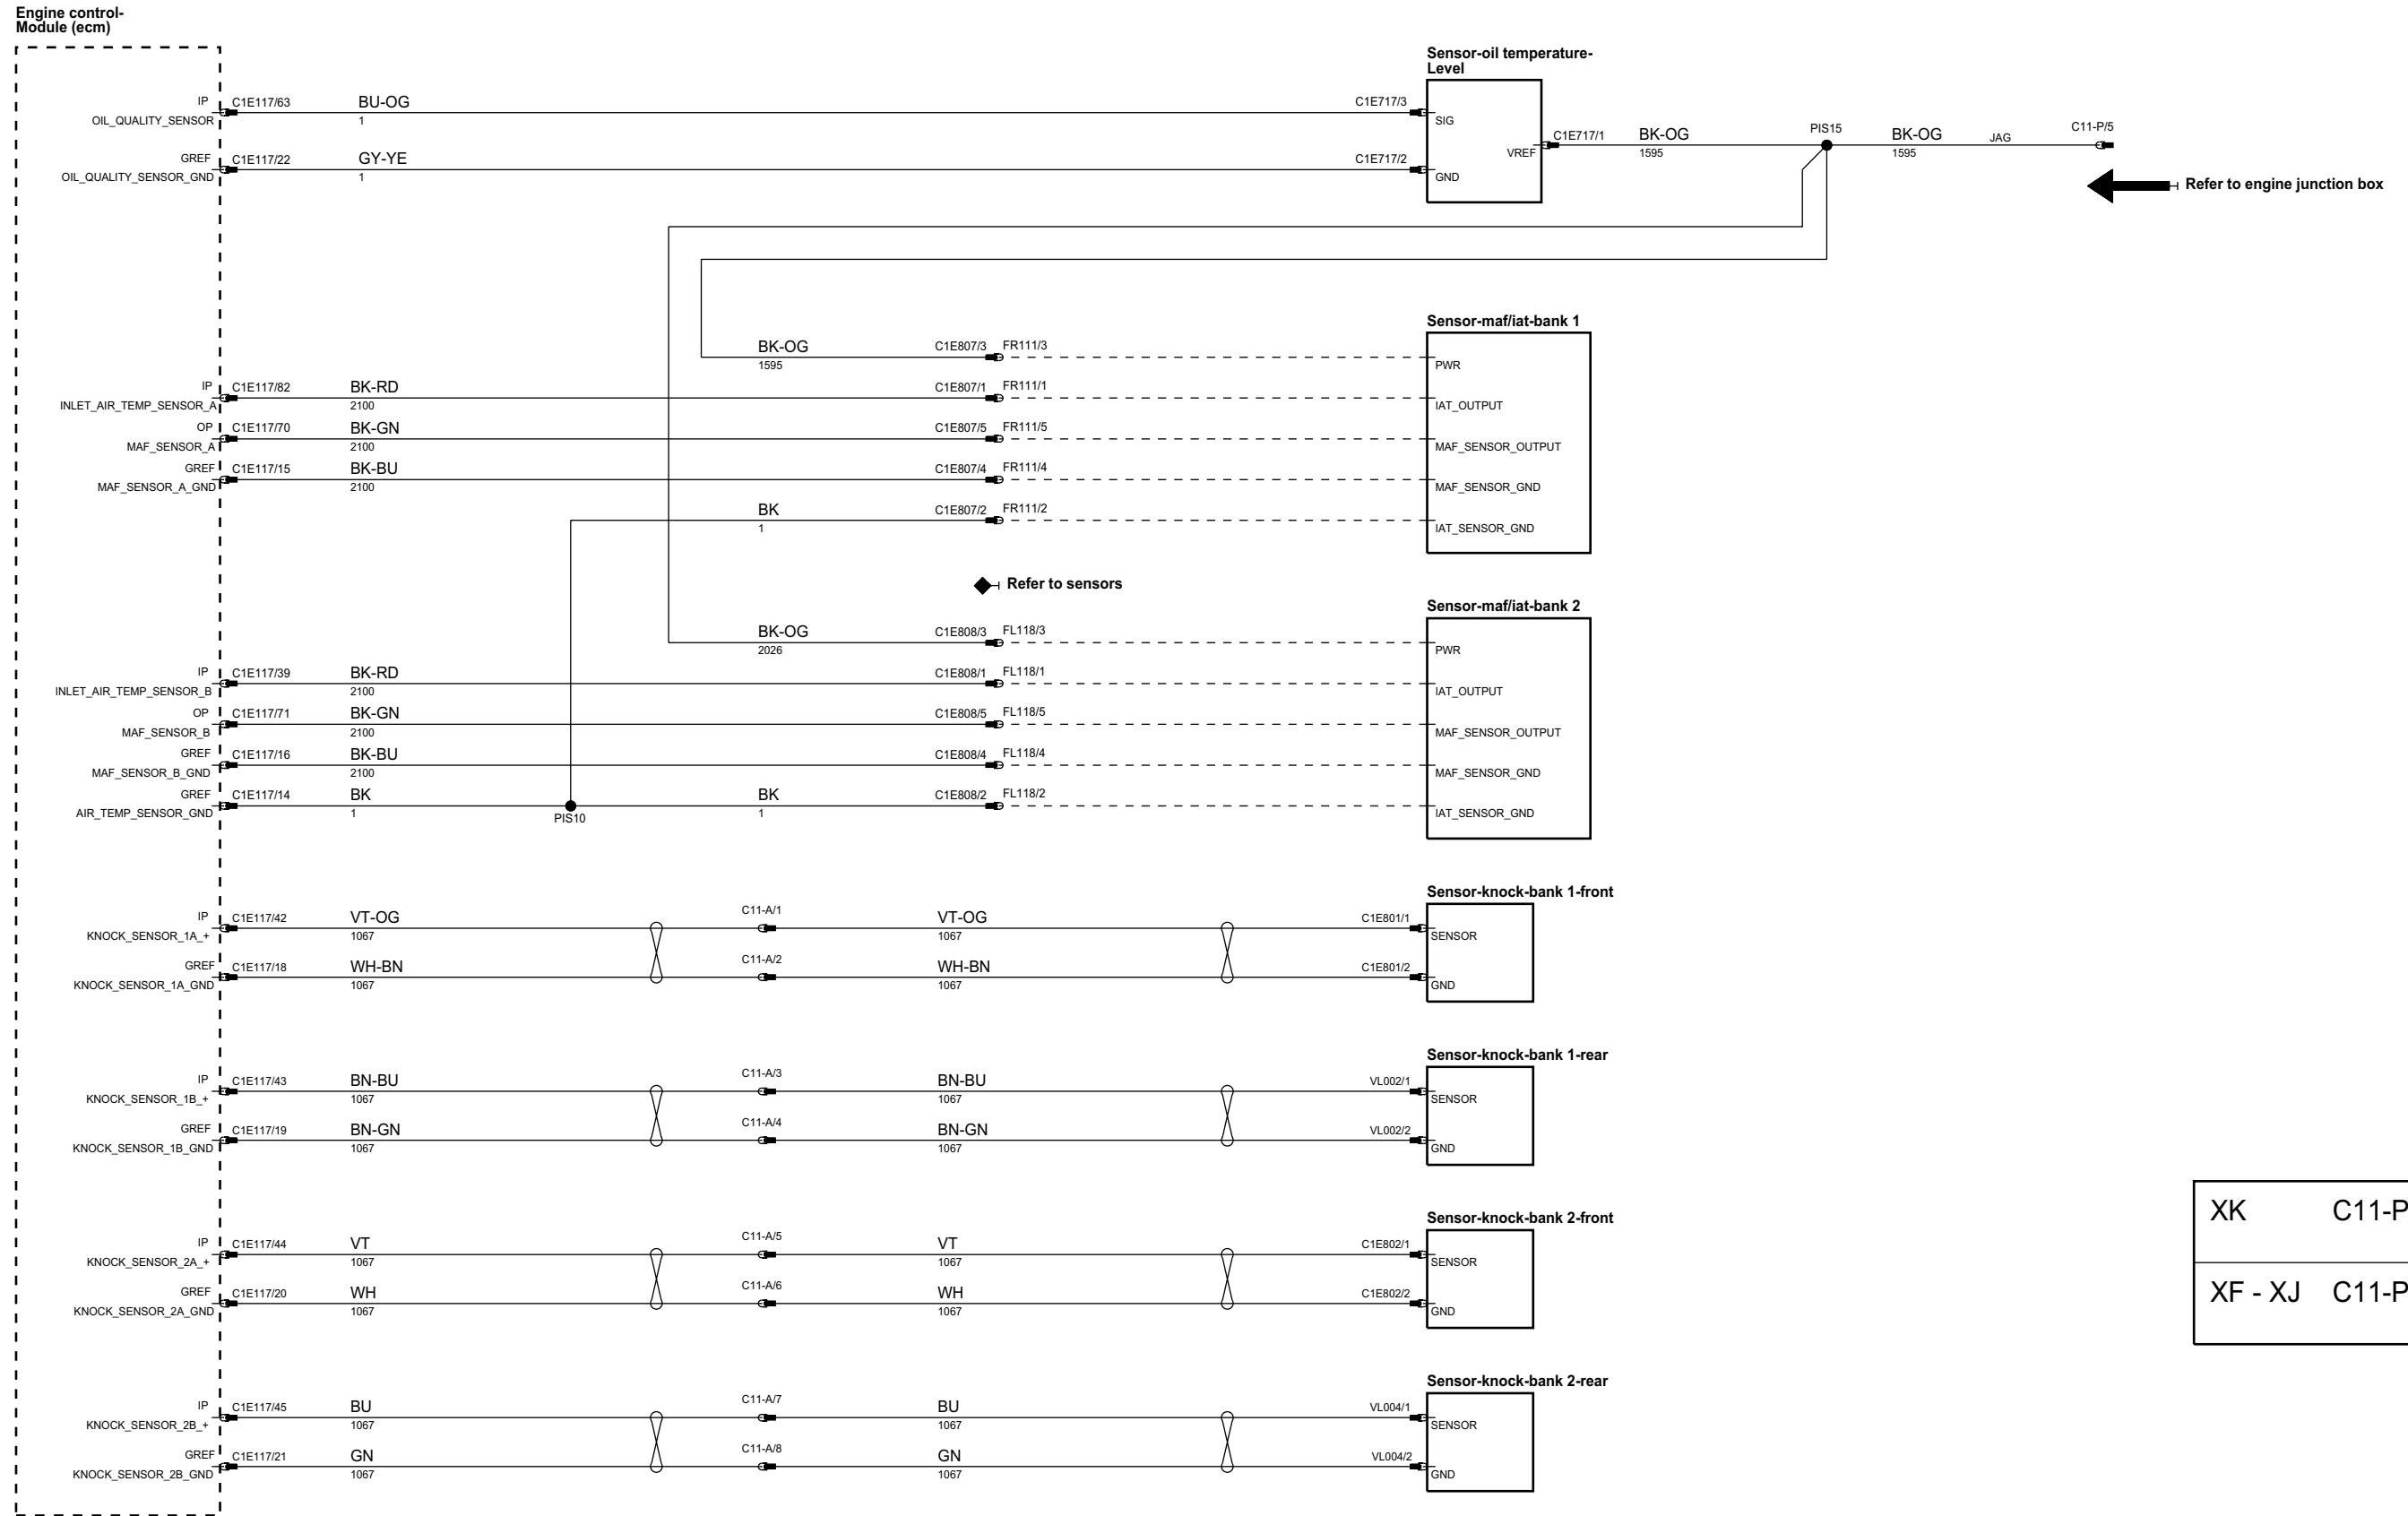 Engine control-
Module (ecm)
Sensor-oil temperature-
Level
IP C1E117/63 BU-OG C1E717/3
OIL_QUALITY_SENSOR 1 SIG
C1E717/1 BK-OG PIS15 BK-OG JAG C11-P/5
VREF 1595 1595
GREF C1E117/22 GY-YE C1E717/2
OIL_QUALITY_SENSOR_GND 1 GND
Refer to engine junction box
Sensor-maf/iat-bank 1
BK-OG C1E807/3 FR111/3
1595 PWR
IP C1E117/82 BK-RD C1E807/1 FR111/1
INLET_AIR_TEMP_SENSOR_A 2100 IAT_OUTPUT
OP C1E117/70 BK-GN C1E807/5 FR111/5
MAF_SENSOR_A 2100 MAF_SENSOR_OUTPUT
GREF C1E117/15 BK-BU C1E807/4 FR111/4
MAF_SENSOR_A_GND 2100 MAF_SENSOR_GND
BK C1E807/2 FR111/2
1 IAT_SENSOR_GND
Refer to sensors
Sensor-maf/iat-bank 2
BK-OG C1E808/3 FL118/3
2026 PWR
IP C1E117/39 BK-RD C1E808/1 FL118/1
INLET_AIR_TEMP_SENSOR_B 2100 IAT_OUTPUT
OP C1E117/71 BK-GN C1E808/5 FL118/5
MAF_SENSOR_B 2100 MAF_SENSOR_OUTPUT
GREF C1E117/16 BK-BU C1E808/4 FL118/4
MAF_SENSOR_B_GND 2100 MAF_SENSOR_GND
GREF C1E117/14 BK BK C1E808/2 FL118/2
AIR_TEMP_SENSOR_GND 1 PIS10 1 IAT_SENSOR_GND
Sensor-knock-bank 1-front
IP C1E117/42 VT-OG C11-A/1 VT-OG C1E801/1
KNOCK_SENSOR_1A_+ 1067 1067 SENSOR
GREF C1E117/18 WH-BN C11-A/2 WH-BN C1E801/2
KNOCK_SENSOR_1A_GND 1067 1067 GND
Sensor-knock-bank 1-rear
IP C1E117/43 BN-BU C11-A/3 BN-BU VL002/1
KNOCK_SENSOR_1B_+ 1067 1067 SENSOR
GREF C1E117/19 BN-GN C11-A/4 BN-GN VL002/2
KNOCK_SENSOR_1B_GND 1067 1067 GND
XK C11-P
Sensor-knock-bank 2-front
IP C1E117/44 VT C11-A/5 VT C1E802/1
KNOCK_SENSOR_2A_+ 1067 1067 SENSOR
XF - XJ C11-P
GREF C1E117/20 WH C11-A/6 WH C1E802/2
KNOCK_SENSOR_2A_GND 1067 1067 GND
Sensor-knock-bank 2-rear
IP C1E117/45 BU C11-A/7 BU VL004/1
KNOCK_SENSOR_2B_+ 1067 1067 SENSOR
GREF C1E117/21 GN C11-A/8 GN VL004/2
KNOCK_SENSOR_2B_GND 1067 1067 GND